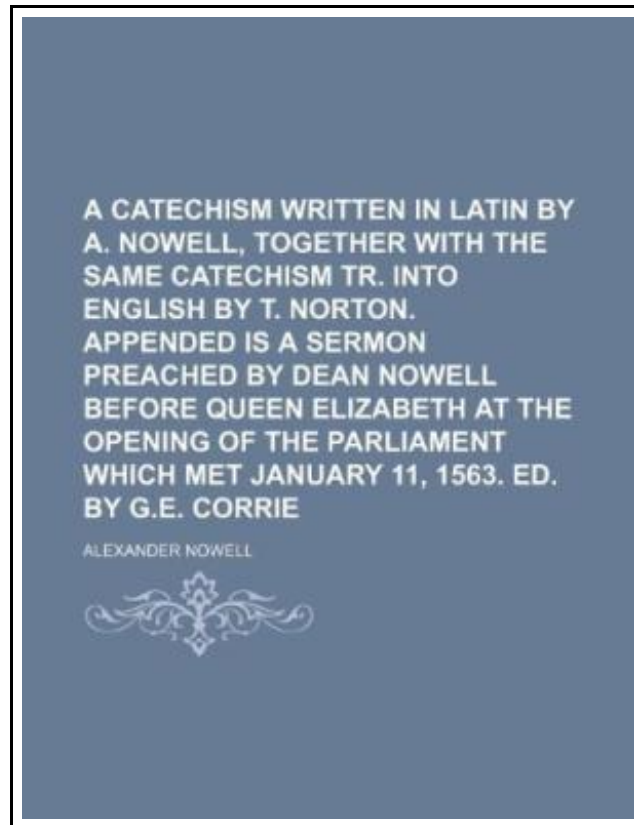 A CATECHISM WRITTEN IN LATIN BY
A. NOWELL, TOGETHER WITH THE
SAME CATECHISM TR. INTO
ENGLISH BY T. NORTON.
APPENDED IS A SERMON
PREACHED BY DEAN NOWELL
BEFORE QUEEN ELIZABETH AT THE
OPENING OF THE PARLIAMENT
WHICH MET JANUARY 11, 1563. ED.
BY G.E. CORRIE
ALEXANDER NOWELL